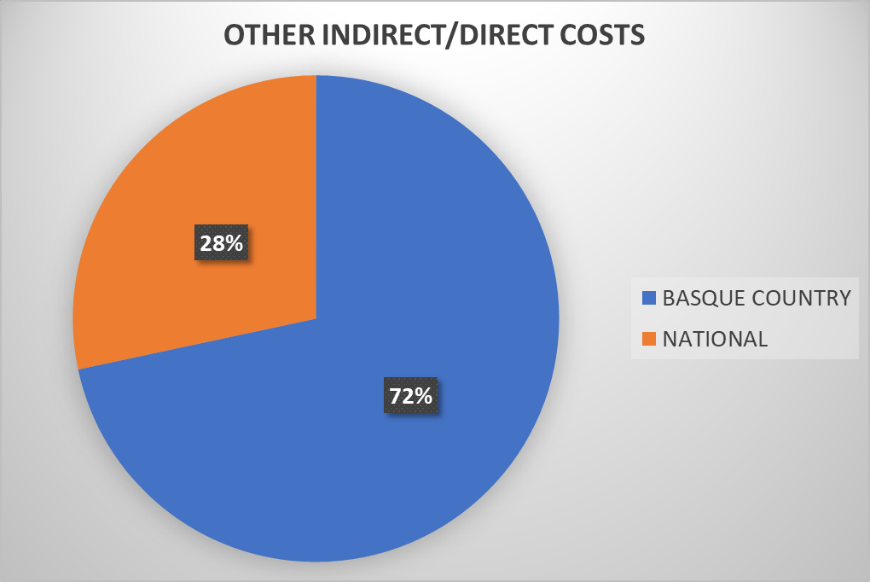 OTHER INDIRECT/DIRECT COSTS
28%
BASQUE COUNTRY
NATIONAL
72%